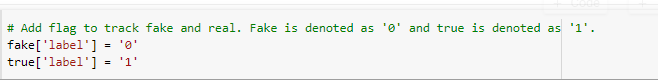 # Add flag to track fake and real. Fake is denoted as '0' and true is denoted as '1'.
fake['label'] = '0'
true['label'] = '1'